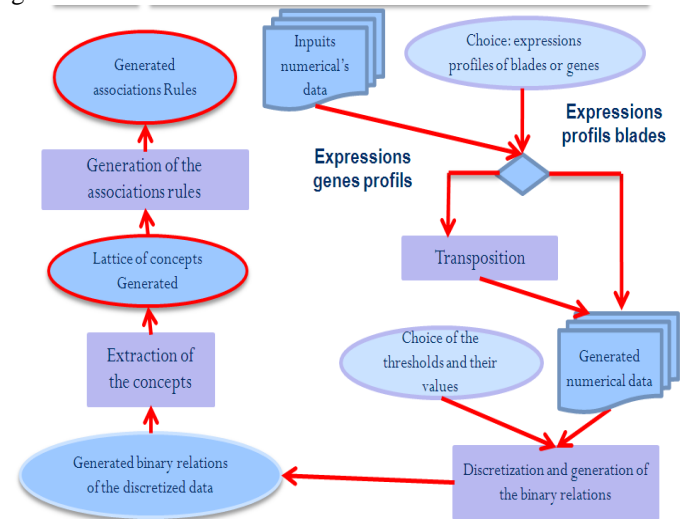 Inpuits
numerical's
data
Choice: expressions
profiles of blades or genes
Expressions
profils blades
Expressions
genes profils
Transposition
Generated
numerical data
Choice of the
thresholds and their
values
Discretization and generation of
the binary relations
Generated binary relations
of the discretized data
Extraction of
the concepts
Lattice of concepts
Generated
Generation of the
associations rules
Generated
associations Rules